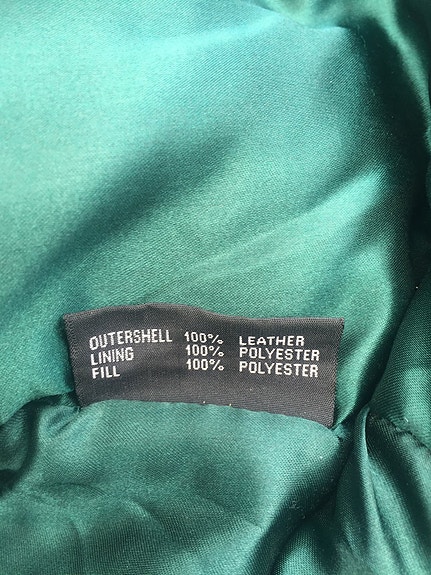 OUTERSHELL 100% LEATHER
LINING 100% POLYESTER
FILL 100% POLYESTER